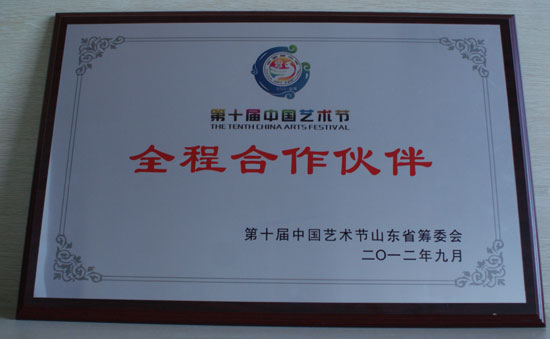 第十届中国艺术节
THE TENTH CHINA ARTS FESTIVAL
全程合作伙伴
第十届中国艺术节山东省筹委会
二〇一二年九月